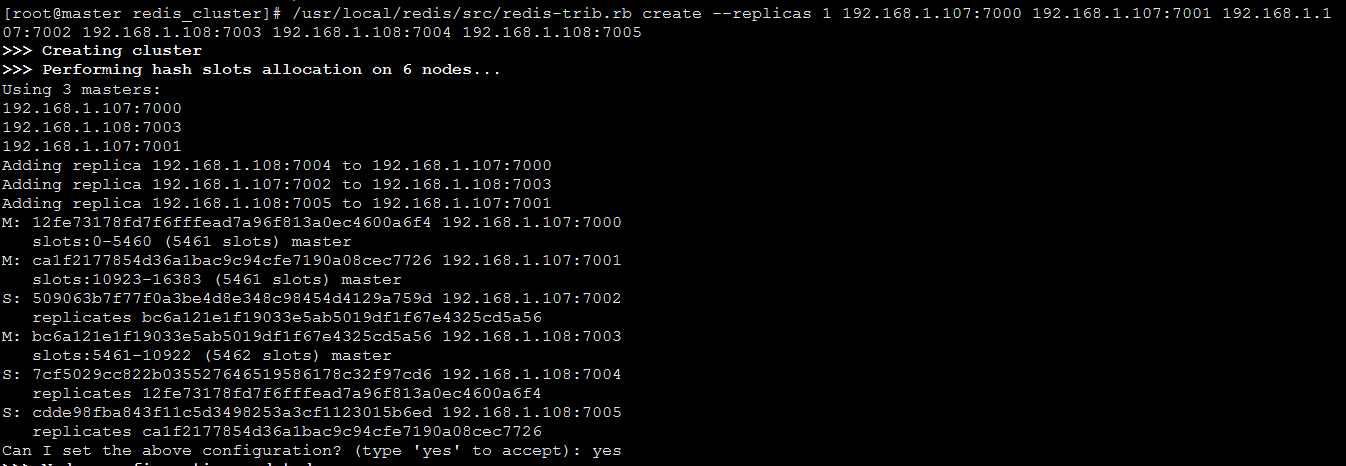 [root@master redis_cluster]# /usr/local/redis/src/redis-trib.rb create --replicas 1 192.168.1.107:7000 192.168.1.107:7001 192.168.1.1
07:7002 192.168.1.108:7003 192.168.1.108:7004 192.168.1.108:7005
>>> Creating cluster
>>> Performing hash slots allocation on 6 nodes...
Using 3 masters:
192.168.1.107:7000
192.168.1.108:7003
192.168.1.107:7001
Adding replica 192.168.1.108:7004 to 192.168.1.107:7000
Adding replica 192.168.1.107:7002 to 192.168.1.108:7003
Adding replica 192.168.1.108:7005 to 192.168.1.107:7001
M: 12fe73178fd7f6fffead7a96f813a0ec4600a6f4 192.168.1.107:7000
   slots:0-5460 (5461 slots) master
M: ca1f2177854d36a1bac9c94cfe7190a08cec7726 192.168.1.107:7001
   slots:10923-16383 (5461 slots) master
S: 509063b7f77f0a3be4d8e348c98454d4129a759d 192.168.1.107:7002
   replicates bc6a121e1f19033e5ab5019df1f67e4325cd5a56
M: bc6a121e1f19033e5ab5019df1f67e4325cd5a56 192.168.1.108:7003
   slots:5461-10922 (5462 slots) master
S: 7cf5029cc822b035527646519586178c32f97cd6 192.168.1.108:7004
   replicates 12fe73178fd7f6fffead7a96f813a0ec4600a6f4
S: cdde98fba843f11c5d3498253a3cf1123015b6ed 192.168.1.108:7005
   replicates ca1f2177854d36a1bac9c94cfe7190a08cec7726
Can I set the above configuration? (type 'yes' to accept): yes